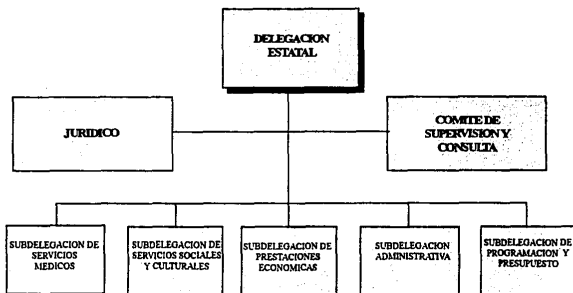 DELEGACION
ESTATAL
JURIDICO
COMITE DE
SUPERVISION Y
CONSULTA
SUBDELEGACION DE
SERVICIOS
MEDICOS
SUBDELEGACION DE
SERVICIOS SOCIALES
Y CULTURALES
SUBDELEGACION DE
PRESTACIONES
ECONOMICAS
SUBDELEGACION
ADMINISTRATIVA
SUBDELEGACION DE
PROGRAMACION Y
PRESUPUESTO